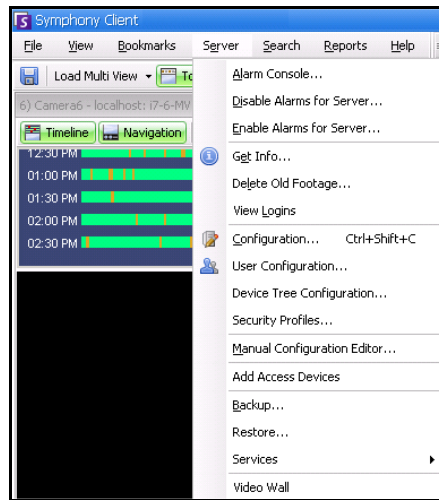 Symphony Client
File View Bookmarks Server Search Reports Help
Load Multi View
6) Camera6 - localhost: i7-6-MV
Timeline Navigation
12:30 PM
01:00 PM
01:30 PM
02:00 PM
02:30 PM
Alarm Console...
Disable Alarms for Server...
Enable Alarms for Server...
Get Info...
Delete Old Footage...
View Logins
Configuration... Ctrl+Shift+C
User Configuration...
Device Tree Configuration...
Security Profiles...
Manual Configuration Editor...
Add Access Devices
Backup...
Restore...
Services
Video Wall